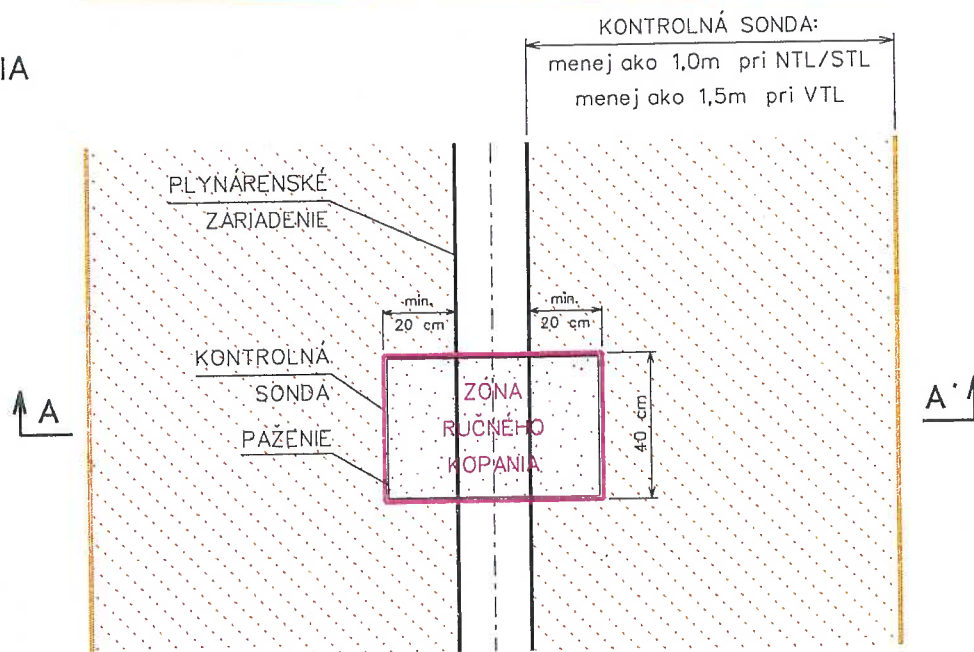 KONTROLNÁ SONDA:
IA
menej ako 1,0m pri NTL/STL
menej ako 1,5m pri VTL
PLYNÁRENSKÉ
ZARIADENIE
min.
20 cm
min.
20 cm
KONTROLNÁ
SONDA
PAŽENIE
ZÓNA
RUČNÉHO
KOPANIA
40 cm
A
A'